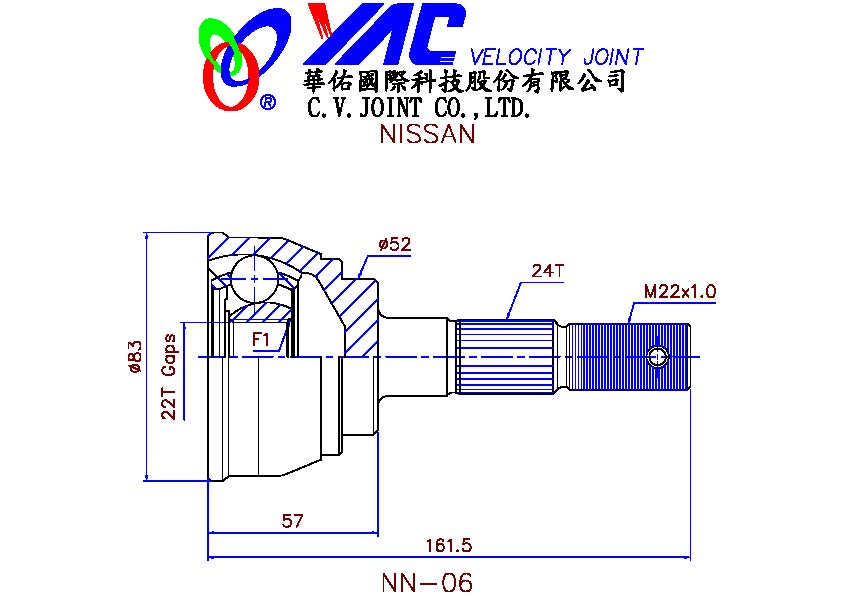 YAC VELOCITY JOINT
®
華佑國際科技股份有限公司
C.V.JOINT CO.,LTD.
NISSAN
ø52
24T
M22x1.0
F1
ø83
22T Gaps
57
161.5
NN-06